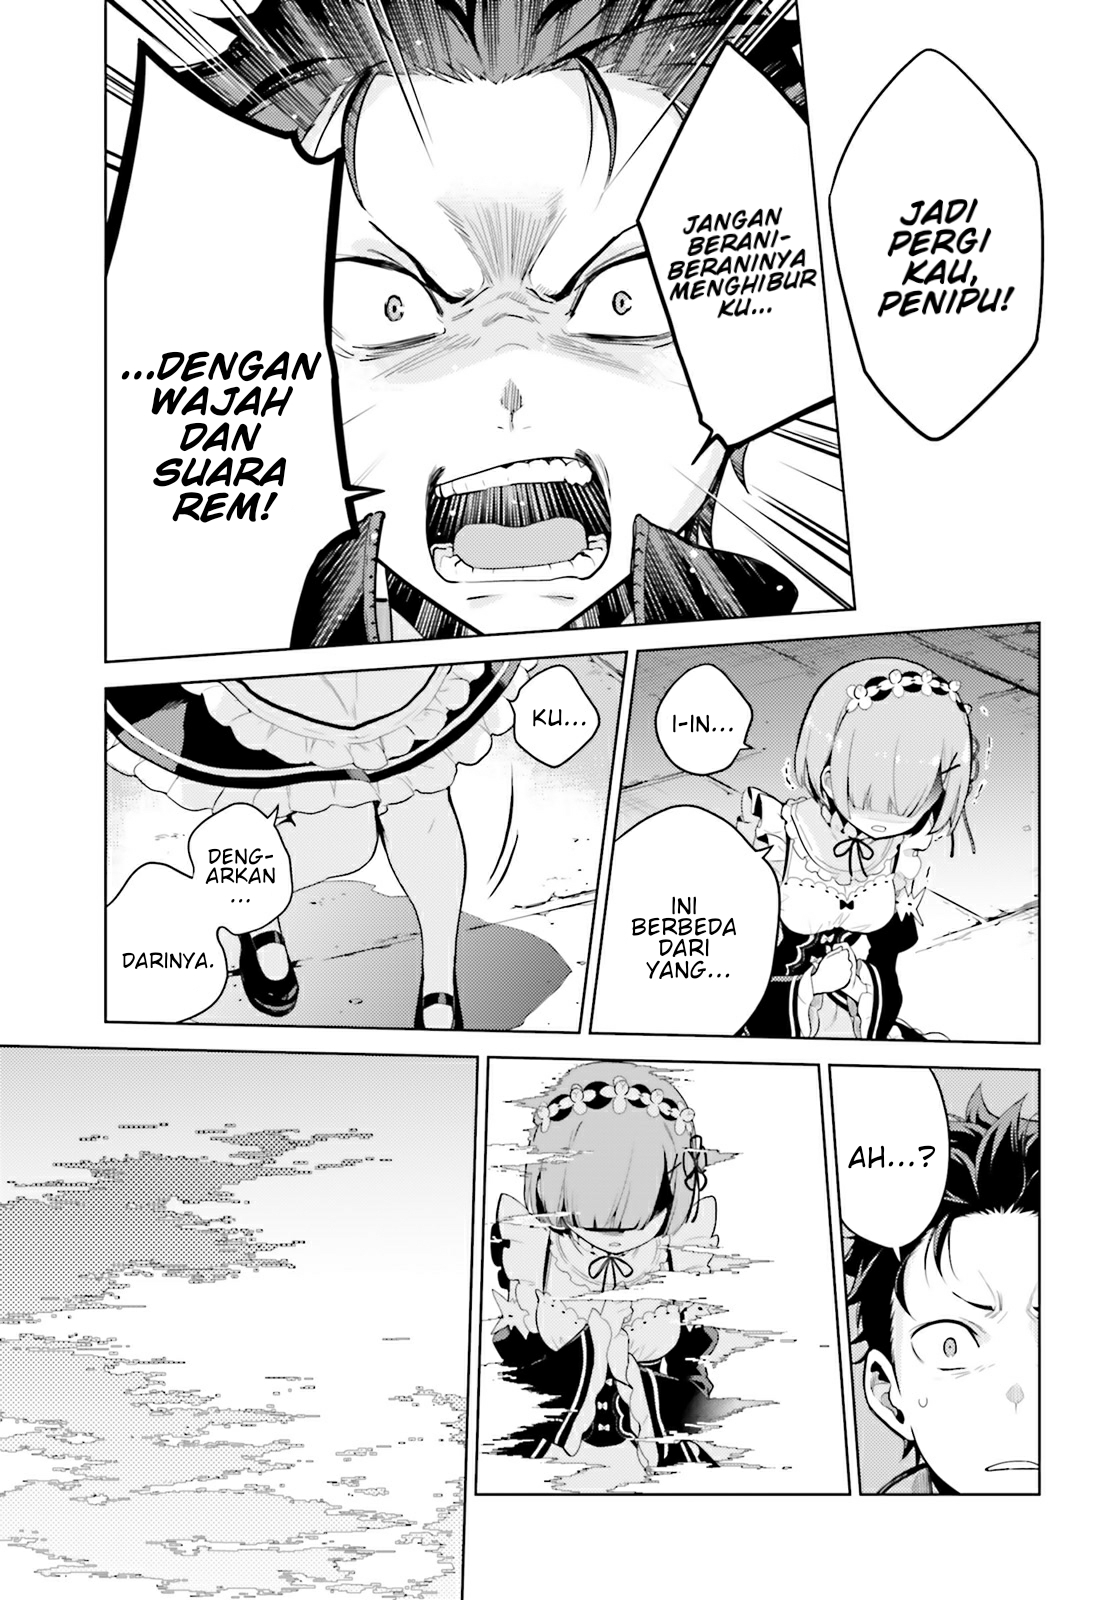 JADI
PERGI
KAU,
PENIPU!
JANGAN
BERANI-
BERANINYA
MENGHIBUR
KU...
...DENGAN
WAJAH
DAN
SUARA
REM!
I-IN...
INI
BERBEDA
DARI
YANG...
KU...
DENG-
ARKAN
...
DARINYA.
AH...?